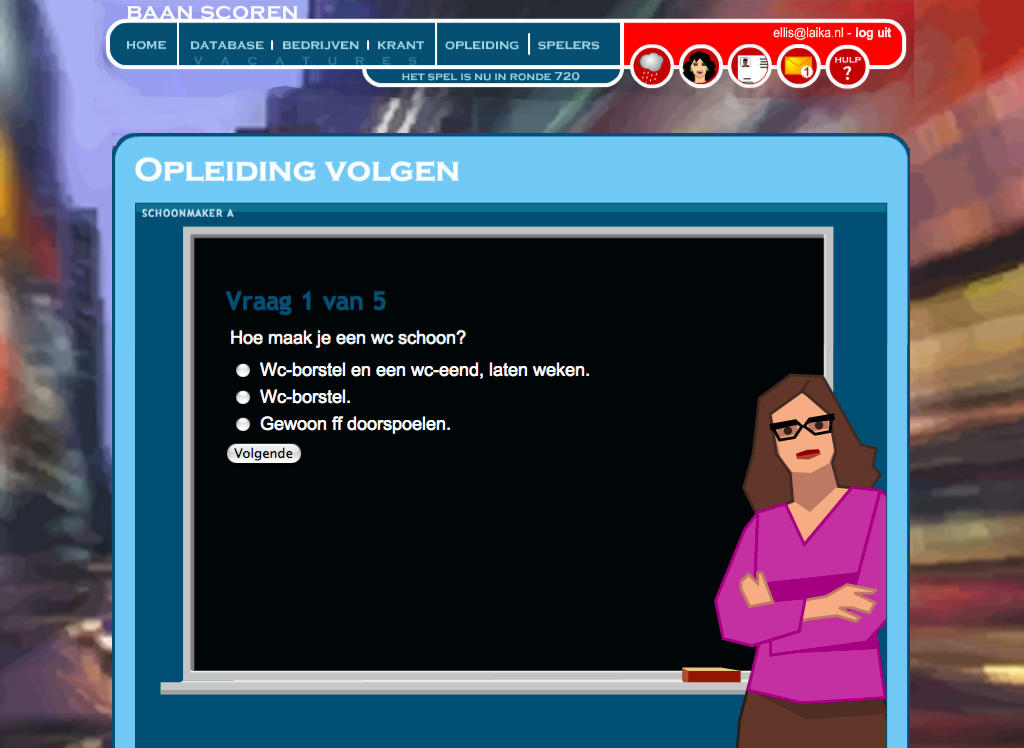 BAAN SCOREN
ellis@laika.nl - log uit
HOME DATABASE BEDRIJVEN KRANT OPLEIDING SPELERS
VACATURES
HULP
?
1
HET SPEL IS NU IN RONDE 720
OPLEIDING VOLGEN
SCHOONMAKER A
Vraag 1 van 5
Hoe maak je een wc schoon?
Wc-borstel en een wc-eend, laten weken.
Wc-borstel.
Gewoon ff doorspoelen.
Volgende